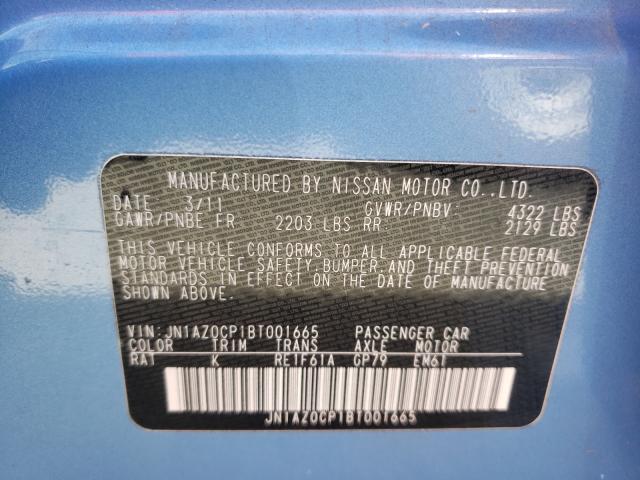 MANUFACTURED BY NISSAN MOTOR CO.,LTD.
DATE 3/11 GVWR/PNBV 4322 LBS
GAWR/PNBE FR. 2203 LBS RR. 2129 LBS
THIS VEHICLE CONFORMS TO ALL APPLICABLE FEDERAL
MOTOR VEHICLE SAFETY, BUMPER, AND THEFT PREVENTION
STANDARDS IN EFFECT ON THE DATE OF MANUFACTURE
SHOWN ABOVE.
VIN: JN1AZ0CP1BT001665 PASSENGER CAR
COLOR TRIM TRANS AXLE MOTOR
RAT K RE1F61A GP79 EM61
JN1AZ0CP1BT001665